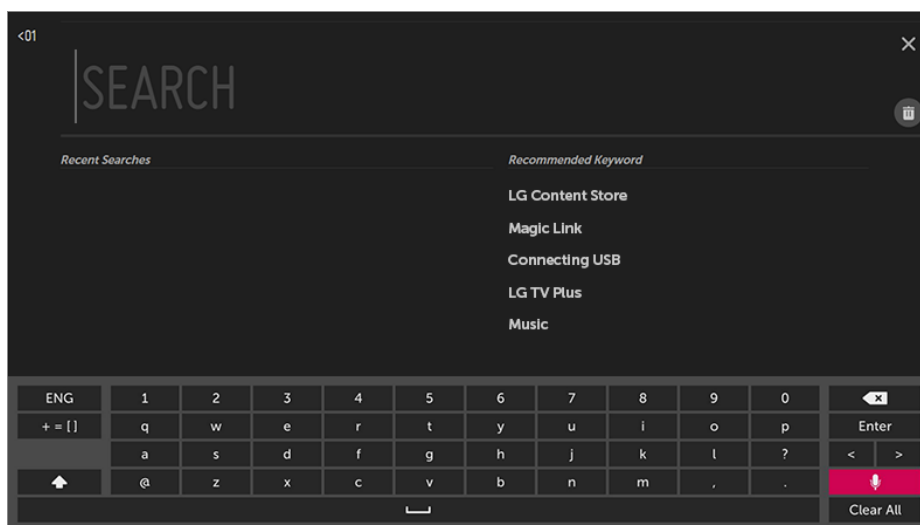 <01
SEARCH
Recent Searches
Recommended Keyword
LG Content Store
Magic Link
Connecting USB
LG TV Plus
Music
ENG 1 2 3 4 5 6 7 8 9 0
+ = [ ] q w e r t y u i o p Enter
a s d f g h j k l ? < >
@ z x c v b n m , .
Clear All